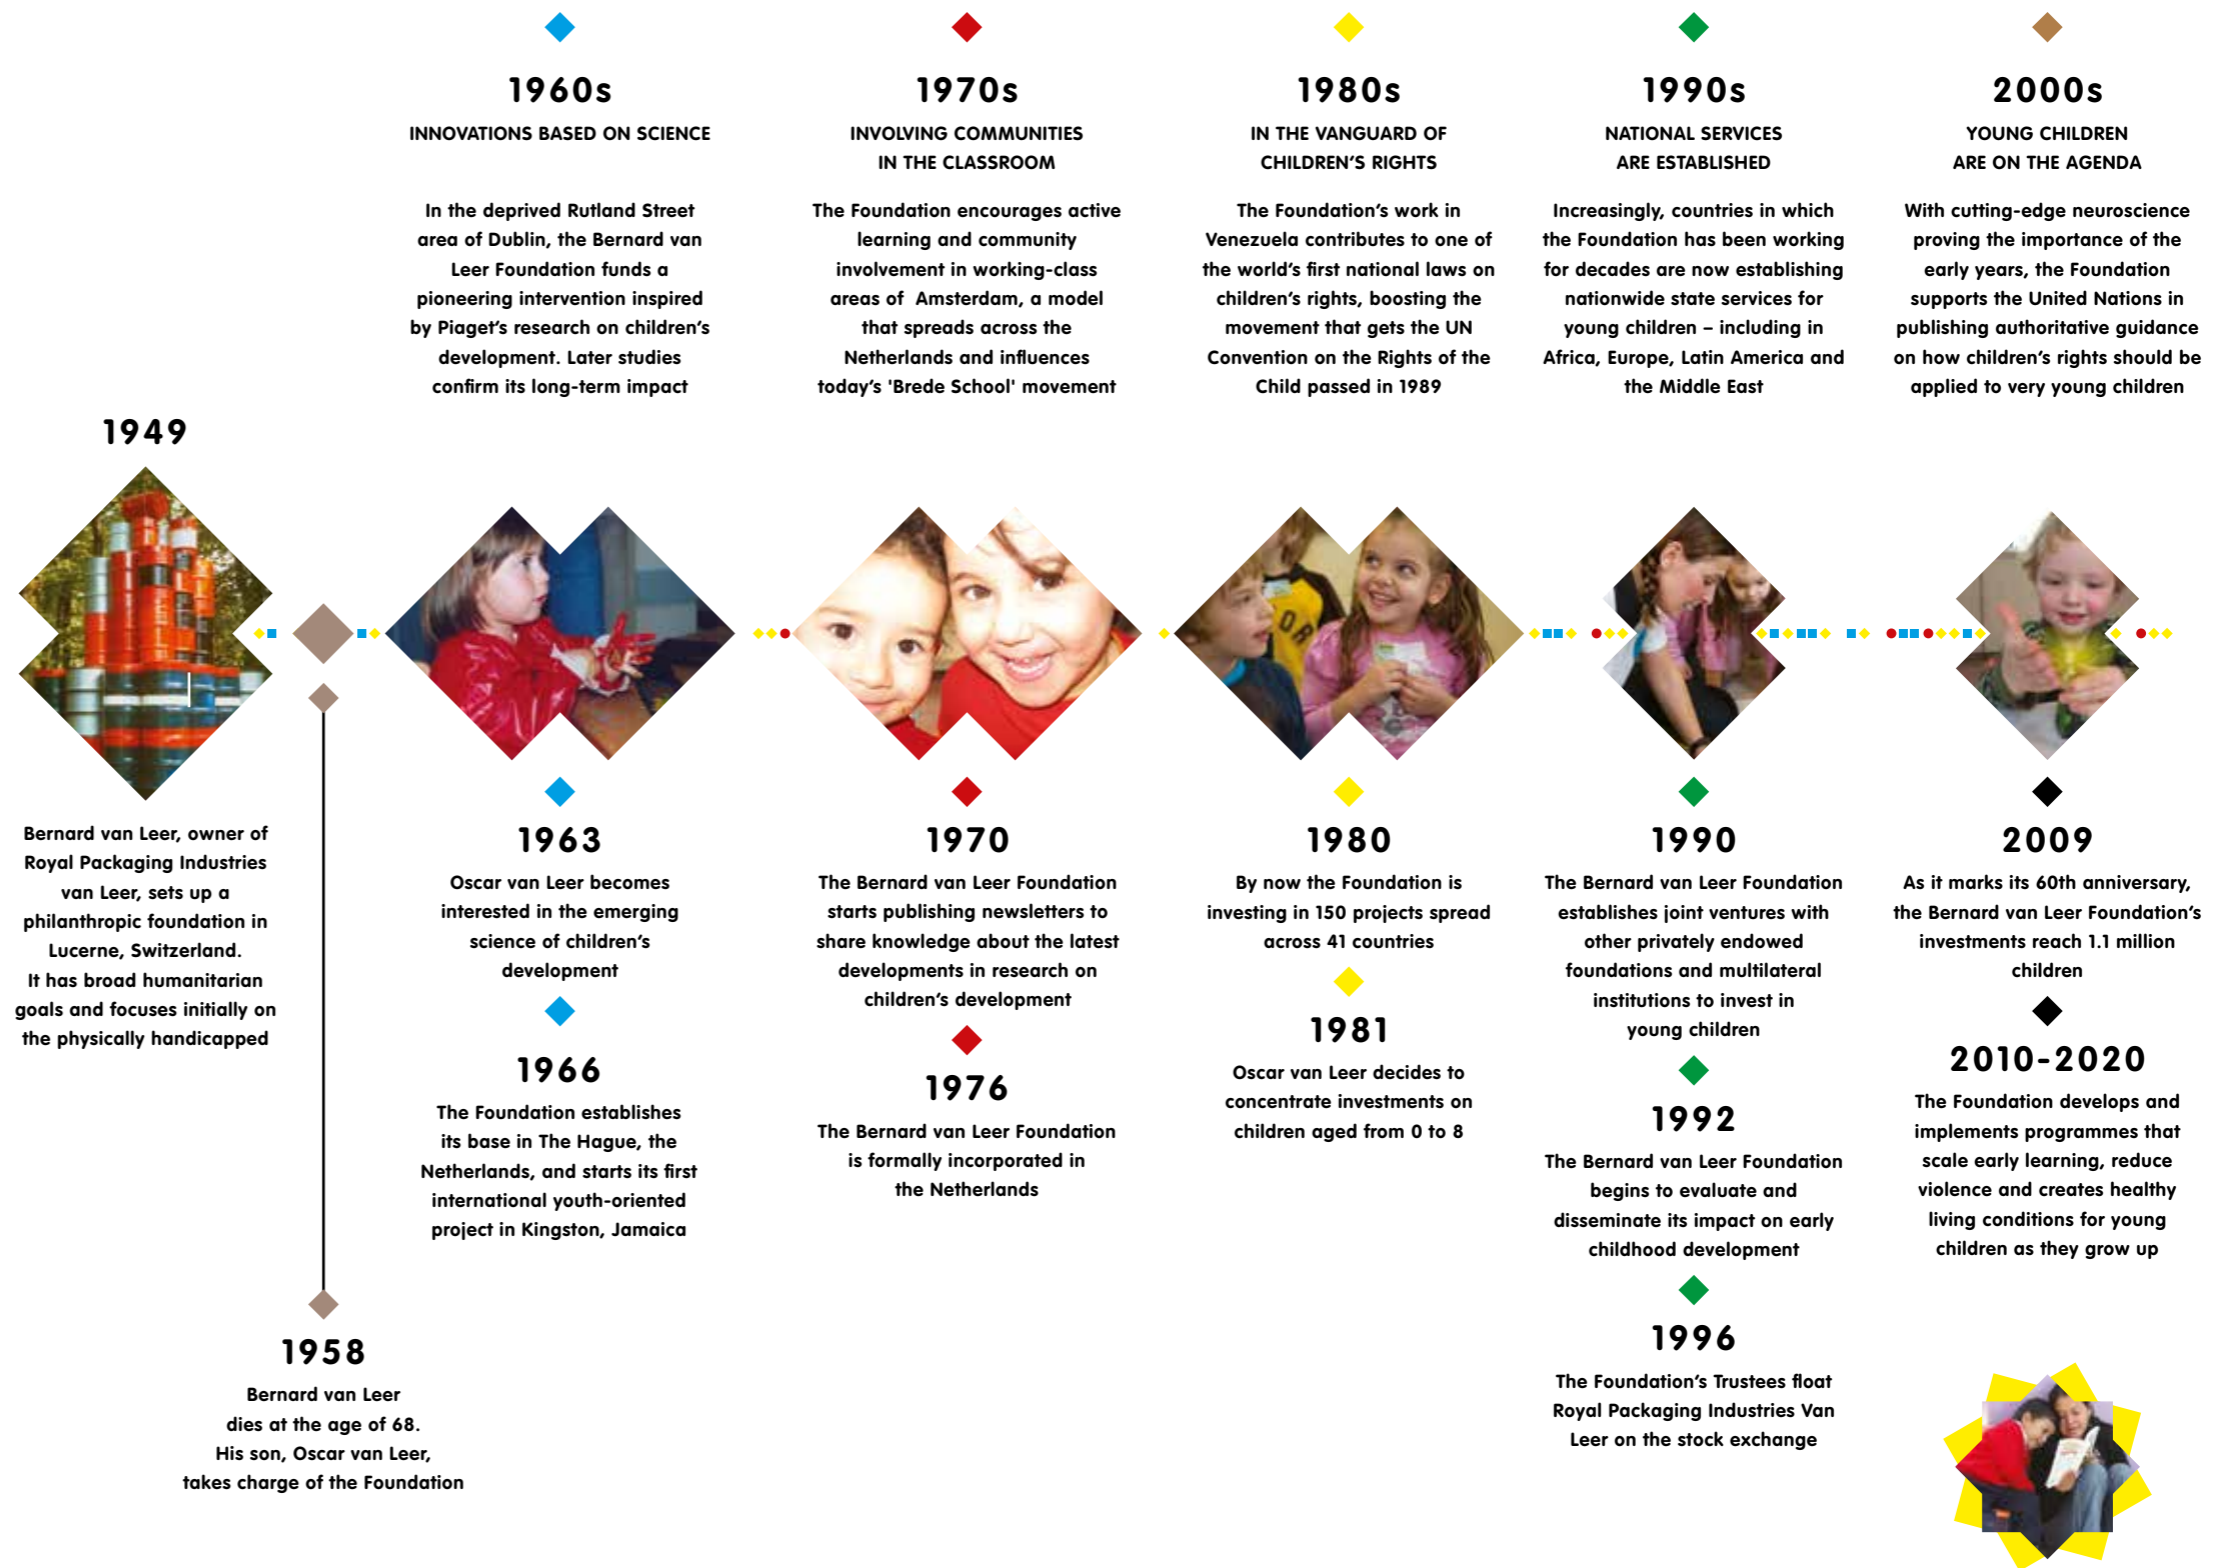 1960s
INNOVATIONS BASED ON SCIENCE
In the deprived Rutland Street
area of Dublin, the Bernard van
Leer Foundation funds a
pioneering intervention inspired
by Piaget's research on children's
development. Later studies
confirm its long-term impact
1970s
INVOLVING COMMUNITIES
IN THE CLASSROOM
The Foundation encourages active
learning and community
involvement in working-class
areas of Amsterdam, a model
that spreads across the
Netherlands and influences
today's 'Brede School' movement
1980s
IN THE VANGUARD OF
CHILDREN'S RIGHTS
The Foundation's work in
Venezuela contributes to one of
the world's first national laws on
children's rights, boosting the
movement that gets the UN
Convention on the Rights of the
Child passed in 1989
1990s
NATIONAL SERVICES
ARE ESTABLISHED
Increasingly, countries in which
the Foundation has been working
for decades are now establishing
nationwide state services for
young children – including in
Africa, Europe, Latin America and
the Middle East
2000s
YOUNG CHILDREN
ARE ON THE AGENDA
With cutting-edge neuroscience
proving the importance of the
early years, the Foundation
supports the United Nations in
publishing authoritative guidance
on how children's rights should be
applied to very young children
1949
Bernard van Leer, owner of
Royal Packaging Industries
van Leer, sets up a
philanthropic foundation in
Lucerne, Switzerland.
It has broad humanitarian
goals and focuses initially on
the physically handicapped
1958
Bernard van Leer
dies at the age of 68.
His son, Oscar van Leer,
takes charge of the Foundation
1963
Oscar van Leer becomes
interested in the emerging
science of children's
development
1966
The Foundation establishes
its base in The Hague, the
Netherlands, and starts its first
international youth-oriented
project in Kingston, Jamaica
1970
The Bernard van Leer Foundation
starts publishing newsletters to
share knowledge about the latest
developments in research on
children's development
1976
The Bernard van Leer Foundation
is formally incorporated in
the Netherlands
1980
By now the Foundation is
investing in 150 projects spread
across 41 countries
1981
Oscar van Leer decides to
concentrate investments on
children aged from 0 to 8
1990
The Bernard van Leer Foundation
establishes joint ventures with
other privately endowed
foundations and multilateral
institutions to invest in
young children
1992
The Bernard van Leer Foundation
begins to evaluate and
disseminate its impact on early
childhood development
1996
The Foundation's Trustees float
Royal Packaging Industries Van
Leer on the stock exchange
2009
As it marks its 60th anniversary,
the Bernard van Leer Foundation's
investments reach 1.1 million
children
2010-2020
The Foundation develops and
implements programmes that
scale early learning, reduce
violence and creates healthy
living conditions for young
children as they grow up